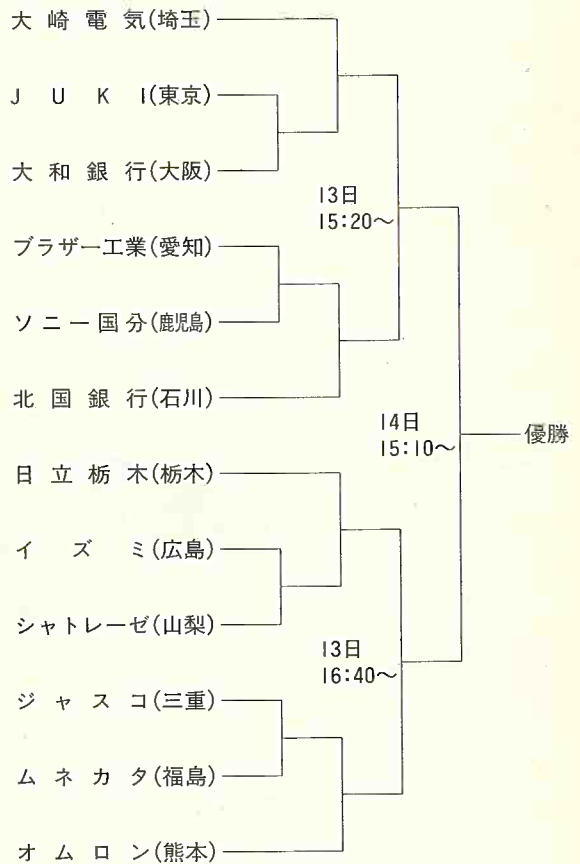 大崎電気(埼玉)
JUKI(東京)
大和銀行(大阪)
13日
15:20～
ブラザー工業(愛知)
ソニー国分(鹿児島)
北国銀行(石川)
14日
15:10～
優勝
日立栃木(栃木)
イズミ(広島)
シャトレーゼ(山梨)
13日
16:40～
ジャスコ(三重)
ムネカタ(福島)
オムロン(熊本)